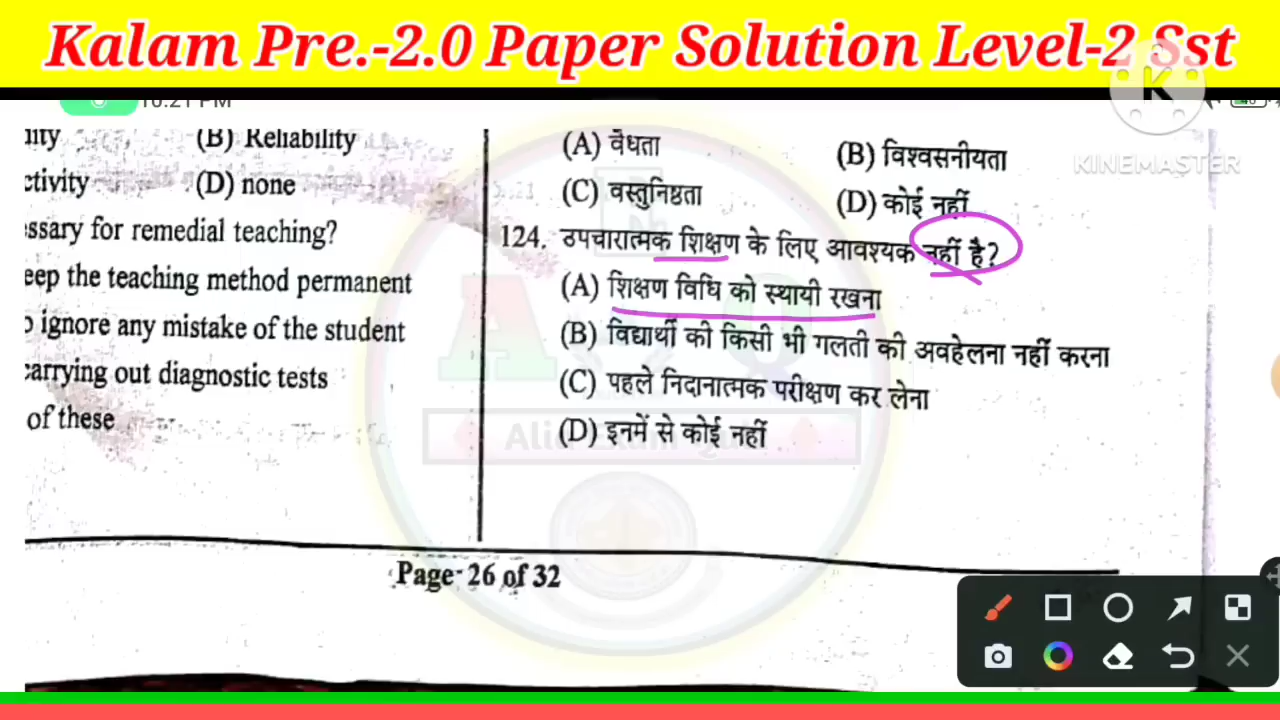 Kalam Pre.-2.0 Paper Solution Level-2 Sst
10:21 PM
KINEMASTER
(B) Reliability
(D) none
for remedial teaching?
the teaching method permanent
ignore any mistake of the student
carrying out diagnostic tests
of these
(A) वैधता
(B) विश्वसनीयता
(C) वस्तुनिष्ठता
(D) कोई नहीं
124. उपचारात्मक शिक्षण के लिए आवश्यक नहीं है?
(A) शिक्षण विधि को स्थायी रखना
(B) विद्यार्थी की किसी भी गलती की अवहेलना नहीं करना
(C) पहले निदानात्मक परीक्षण कर लेना
(D) इनमें से कोई नहीं
Page-26 of 32